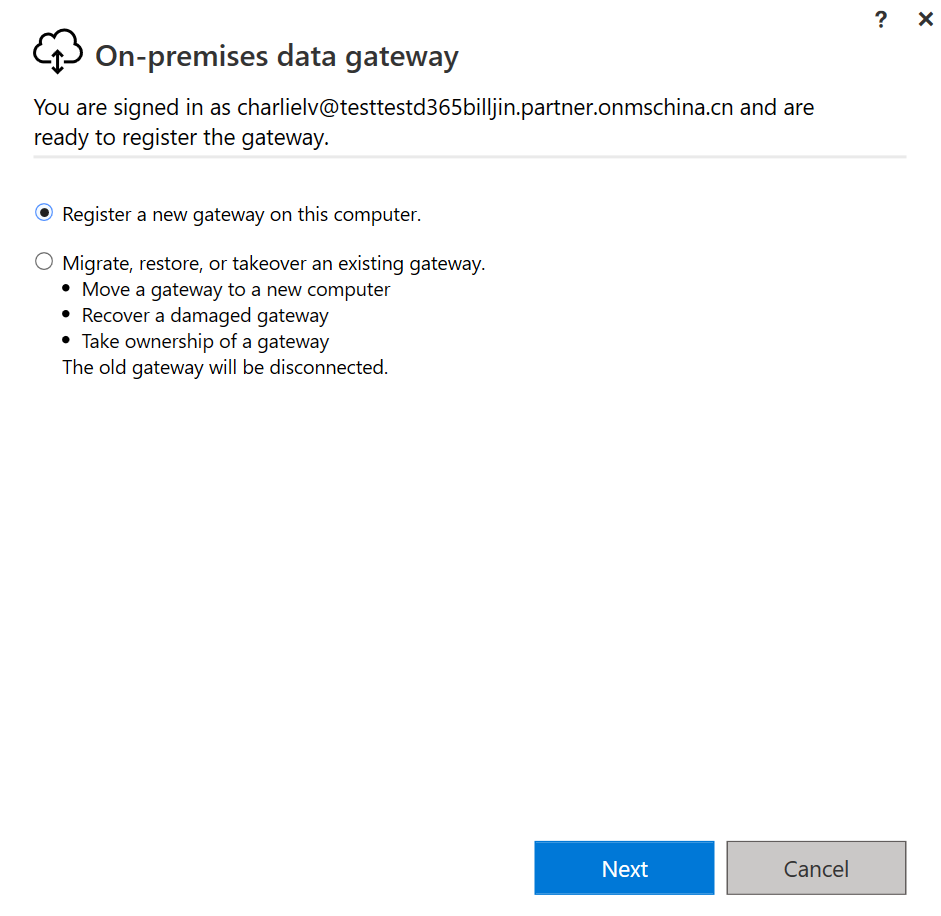 ?
On-premises data gateway
You are signed in as charlielv@testtestd365billjin.partner.onmschina.cn and are
ready to register the gateway.
Register a new gateway on this computer.
Migrate, restore, or takeover an existing gateway.
• Move a gateway to a new computer
• Recover a damaged gateway
• Take ownership of a gateway
The old gateway will be disconnected.
Next
Cancel